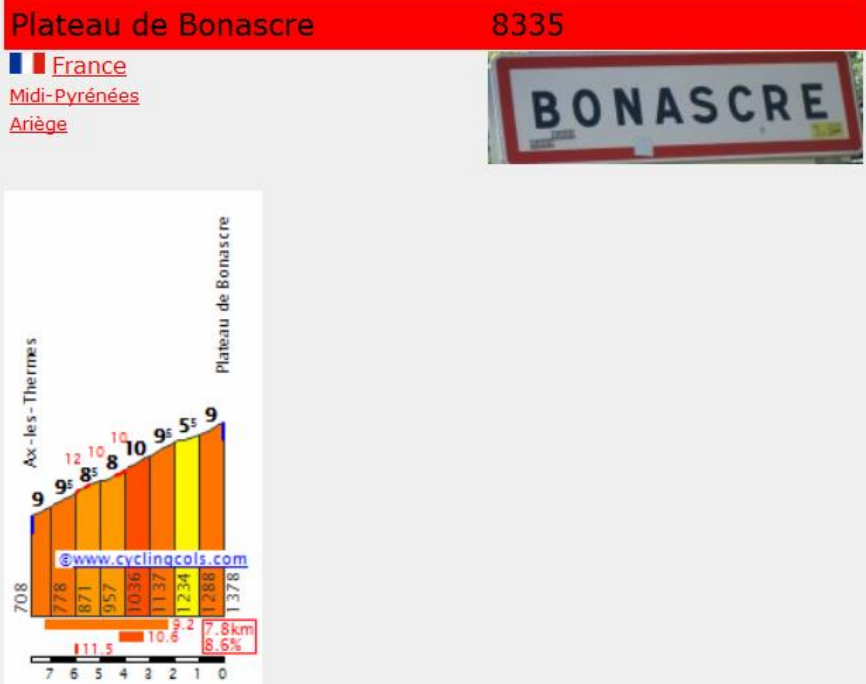 Plateau de Bonascre 8335
France
Midi-Pyrénées
Ariège
BONASCRE
Plateau de Bonascre
Ax-les-Thermes
9 9⁵ 8⁵ 8 10 9⁵ 5⁵ 9
12 10 10
©www.cyclingcols.com
708 778 871 957 1036 1137 1234 1288 1378
9.2
10.6
11.5
7.8km
8.6%
7 6 5 4 3 2 1 0